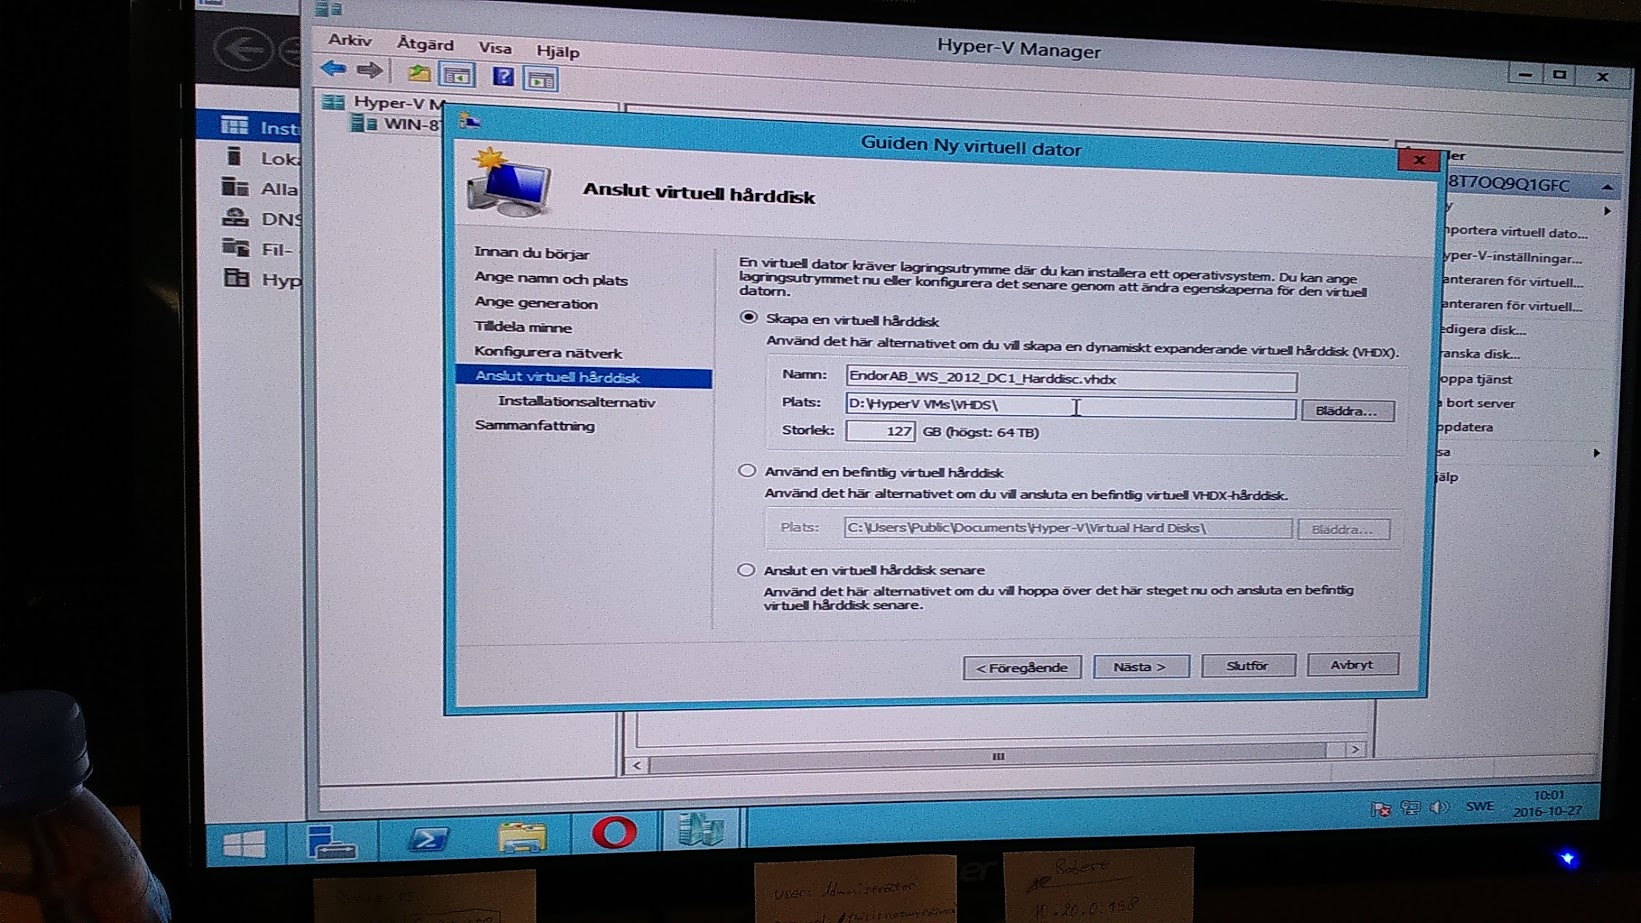 Arkiv Åtgärd Visa Hjälp
Hyper-V Manager
Hyper-V M
WIN-8
Inst
Loka
Alla
DNS
Fil-
Hyp
Guiden Ny virtuell dator
Anslut virtuell hårddisk
Innan du börjar
Ange namn och plats
Ange generation
Tilldela minne
Konfigurera nätverk
Anslut virtuell hårddisk
Installationsalternativ
Sammanfattning
En virtuell dator kräver lagringsutrymme där du kan installera ett operativsystem. Du kan ange
lagringsutrymmet nu eller konfigurera det senare genom att ändra egenskaperna för den virtuell
datorn.
Skapa en virtuell hårddisk
Använd det här alternativet om du vill skapa en dynamiskt expanderande virtuell hårddisk (VHDX).
Namn: EndorAB_WS_2012_DC1_Harddisc.vhdx
Plats: D:\HyperV VMs\VHDS\ Bläddra...
Storlek: 127 GB (högst: 64 TB)
Använd en befintlig virtuell hårddisk
Använd det här alternativet om du vill ansluta en befintlig virtuell VHDX-hårddisk.
Plats: C:\Users\Public\Documents\Hyper-V\Virtual Hard Disks\ Bläddra...
Anslut en virtuell hårddisk senare
Använd det här alternativet om du vill hoppa över det här steget nu och ansluta en befintlig
virtuell hårddisk senare.
< Föregående Nästa > Slutför Avbryt
ler
8T7OQ9Q1GFC
y
nportera virtuell dato...
yper-V-inställningar...
anteraren för virtuell...
anteraren för virtuell...
edigera disk...
ranska disk...
oppa tjänst
bort server
ppdatera
sa
jälp
SWE
10:01
2016-10-27
user: Administrator
Robert
10.20.0.158